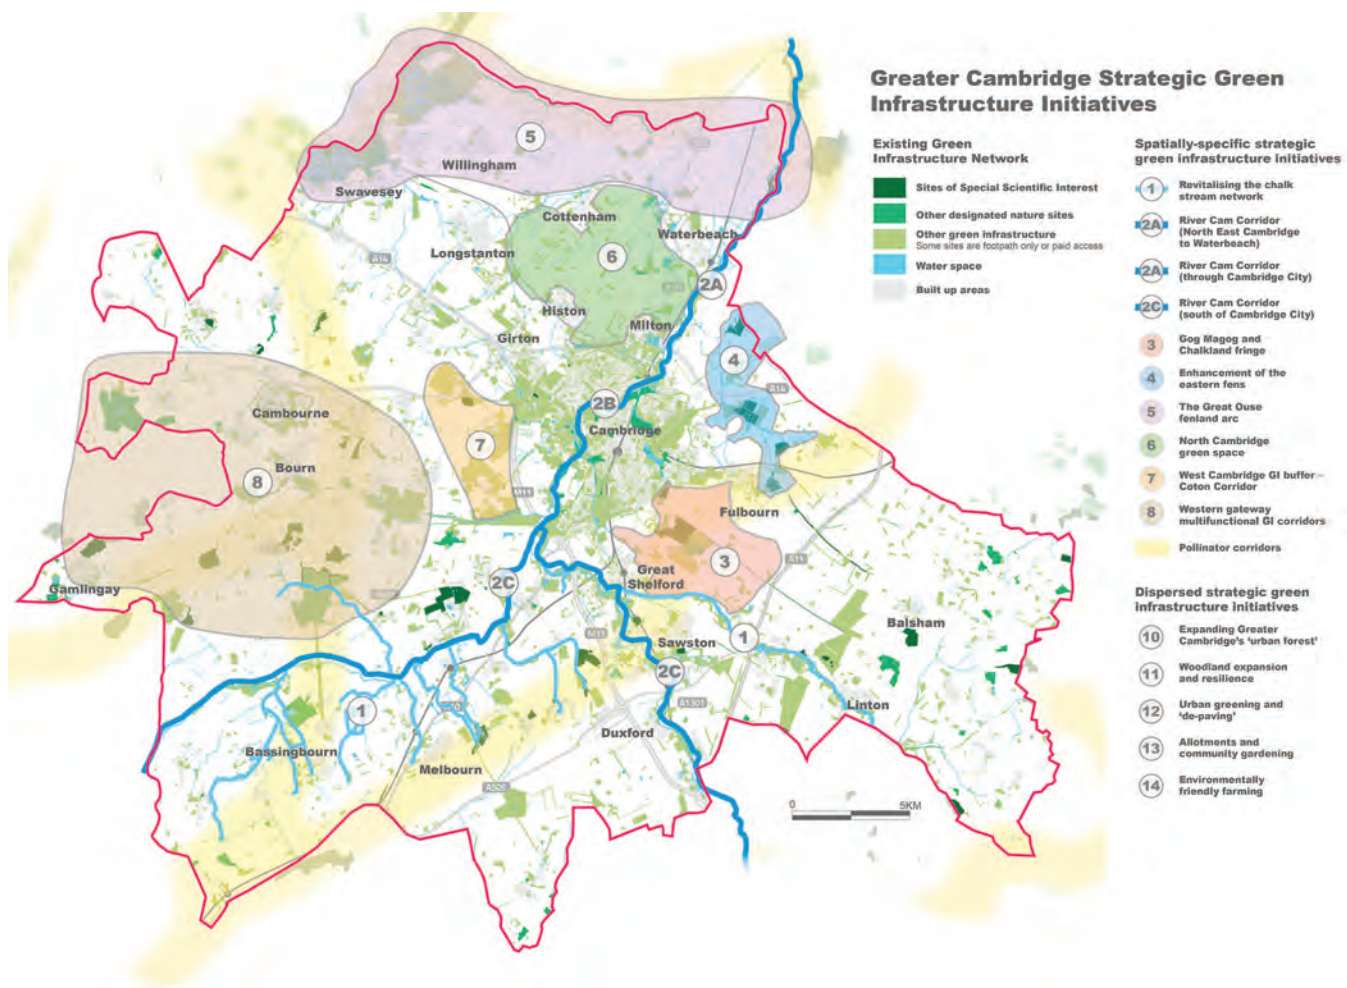 Greater Cambridge Strategic Green
Infrastructure Initiatives
Existing Green
Infrastructure Network
Sites of Special Scientific Interest
Other designated nature sites
Other green infrastructure
Some sites are footpath only or paid access
Water space
Built up areas
Spatially-specific strategic
green infrastructure initiatives
1
Revitalising the chalk
stream network
2A
River Cam Corridor
(North East Cambridge
to Waterbeach)
2A
River Cam Corridor
(through Cambridge City)
2C
River Cam Corridor
(south of Cambridge City)
3
Gog Magog and
Chalkland fringe
4
Enhancement of the
eastern fens
5
The Great Ouse
fenland arc
6
North Cambridge
green space
7
West Cambridge GI buffer –
Coton Corridor
8
Western gateway
multifunctional GI corridors
Pollinator corridors
Dispersed strategic green
infrastructure initiatives
10
Expanding Greater
Cambridge's 'urban forest'
11
Woodland expansion
and resilience
12
Urban greening and
'de-paving'
13
Allotments and
community gardening
14
Environmentally
friendly farming
5
Willingham
Swavesey
Cottenham
Waterbeach
Longstanton
A14
6
2A
Histon
Milton
Girton
4
A14
Cambourne
2B
Cambridge
7
Bourn
8
M11
Fulbourn
3
A11
Great
Shelford
Gamlingay
2C
Balsham
M11
Sawston
1
2C
A1301
Linton
1
Duxford
Bassingbourn
Melbourn
A505
0
5KM